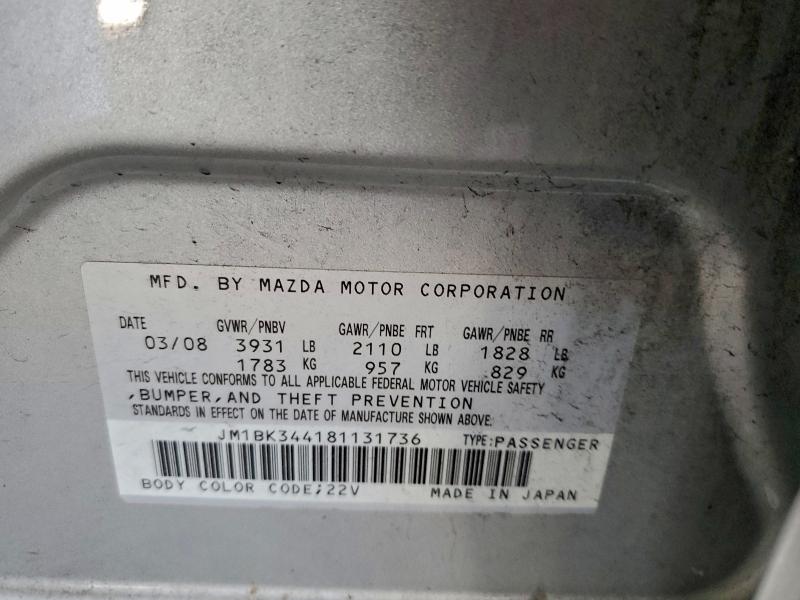 MFD. BY MAZDA MOTOR CORPORATION
DATE GVWR/PNBV GAWR/PNBE FRT GAWR/PNBE RR
03/08 3931 LB 2110 LB 1828 LB
1783 KG 957 KG 829 KG
THIS VEHICLE CONFORMS TO ALL APPLICABLE FEDERAL MOTOR VEHICLE SAFETY
,BUMPER,AND THEFT PREVENTION
STANDARDS IN EFFECT ON THE DATE OF MANUFACTURE SHOWN ABOVE.
JM1BK344181131736 TYPE:PASSENGER
BODY COLOR CODE;22V MADE IN JAPAN